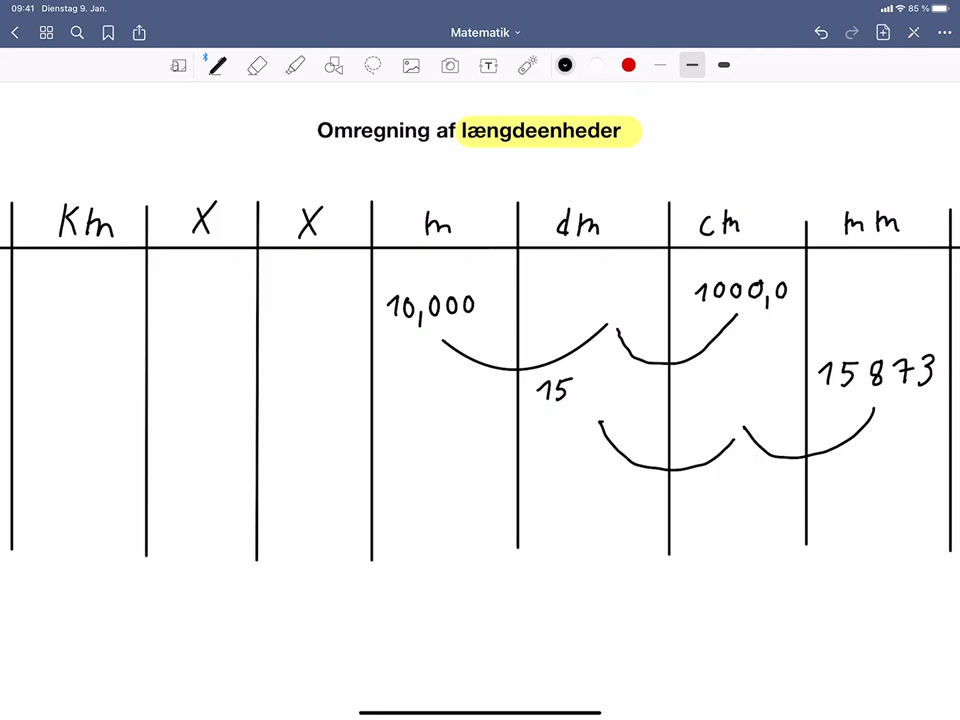 09:41 Dienstag 9. Jan. 85 %
Matematik
T
Omregning af længdeenheder
Km X X m dm cm mm
10,000 1000,0
15 15873